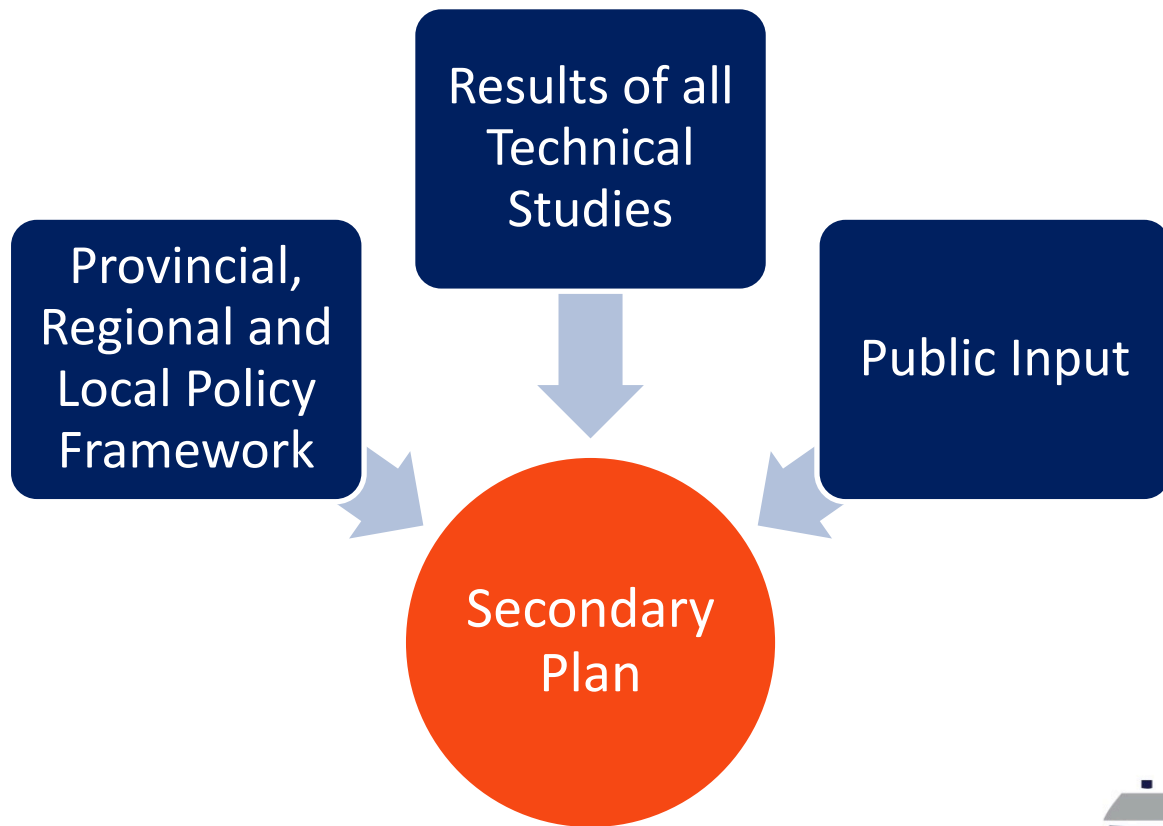 Results of all
Technical
Studies
Provincial,
Regional and
Local Policy
Framework
Public Input
Secondary
Plan